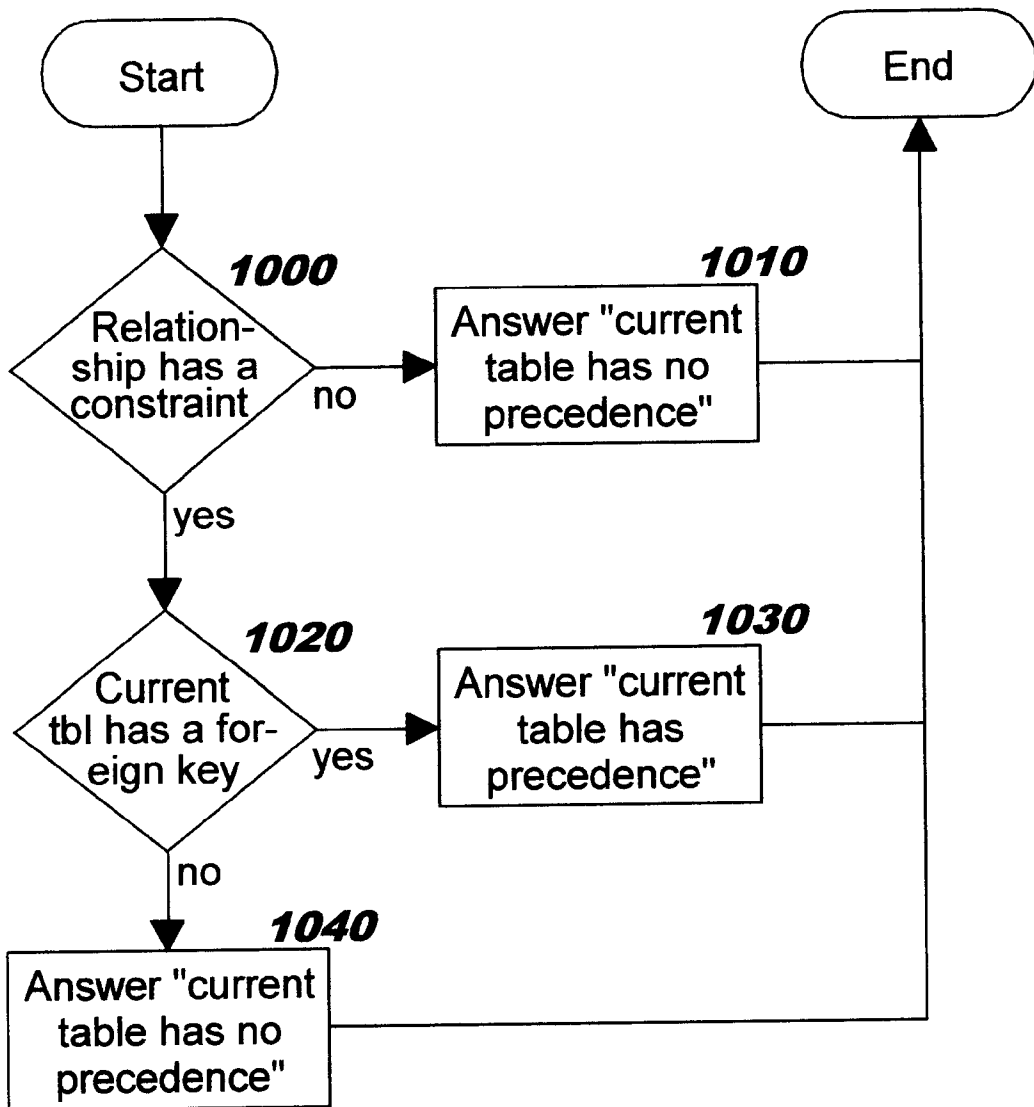 Start
End
1000
Relation-
ship has a
constraint
no
yes
1010
Answer "current
table has no
precedence"
1020
Current
tbl has a for-
eign key
yes
no
1030
Answer "current
table has
precedence"
1040
Answer "current
table has no
precedence"